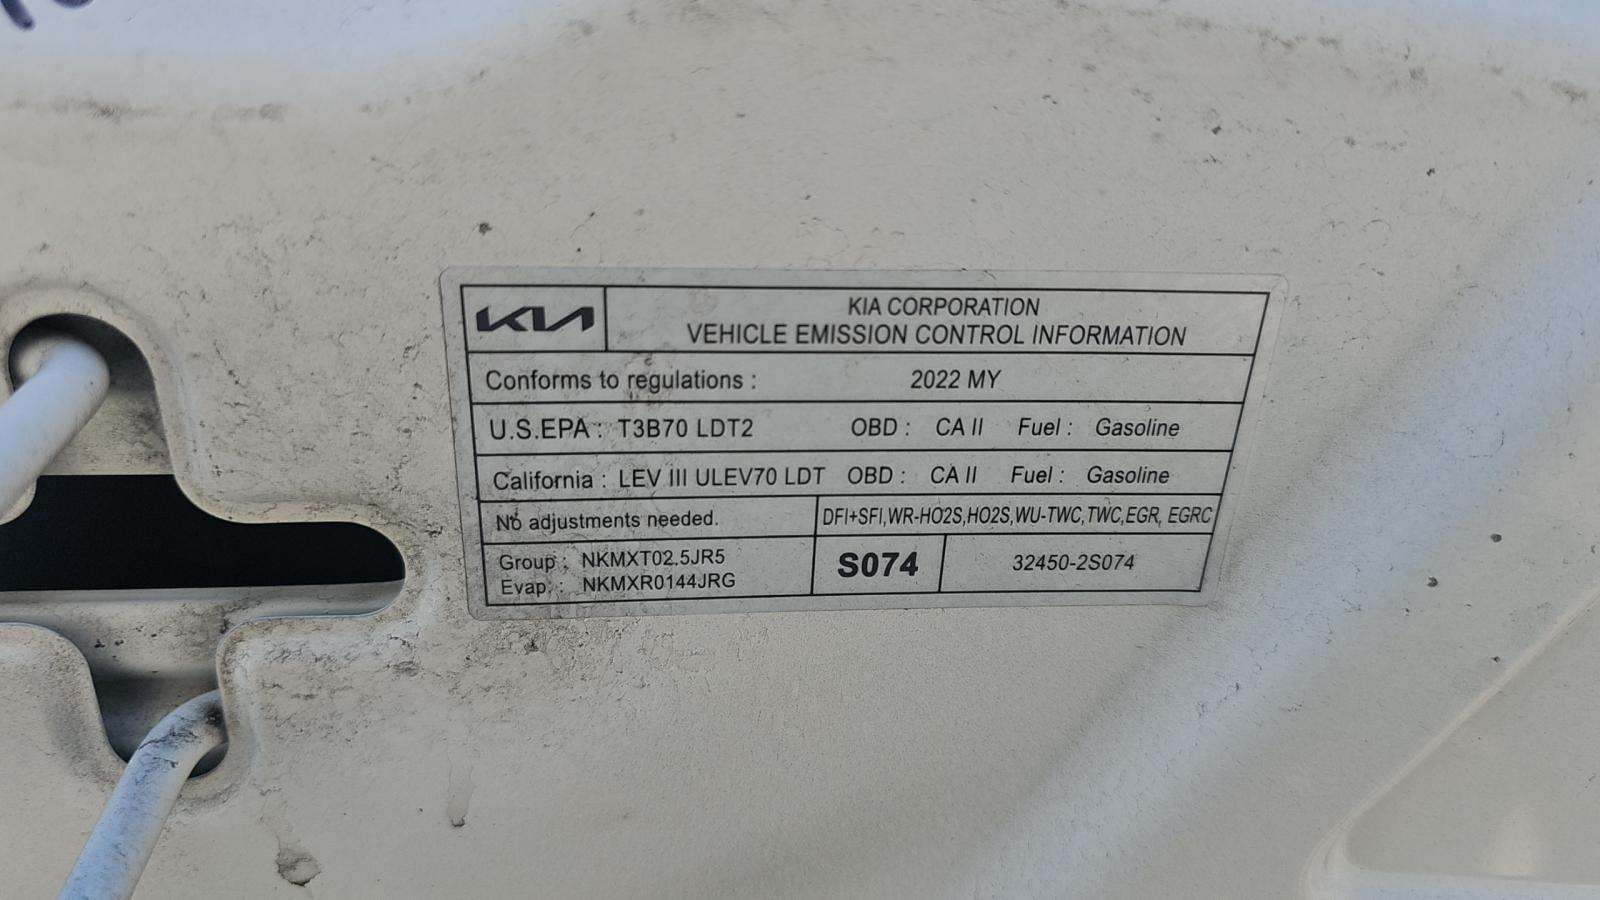 KIA
KIA CORPORATION
VEHICLE EMISSION CONTROL INFORMATION
Conforms to regulations : 2022 MY
U.S.EPA : T3B70 LDT2 OBD : CA II Fuel : Gasoline
California : LEV III ULEV70 LDT OBD : CA II Fuel : Gasoline
No adjustments needed. DFI+SFI,WR-HO2S,HO2S,WU-TWC,TWC,EGR, EGRC
Group : NKMXT02.5JR5
Evap. : NKMXR0144JRG
S074
32450-2S074